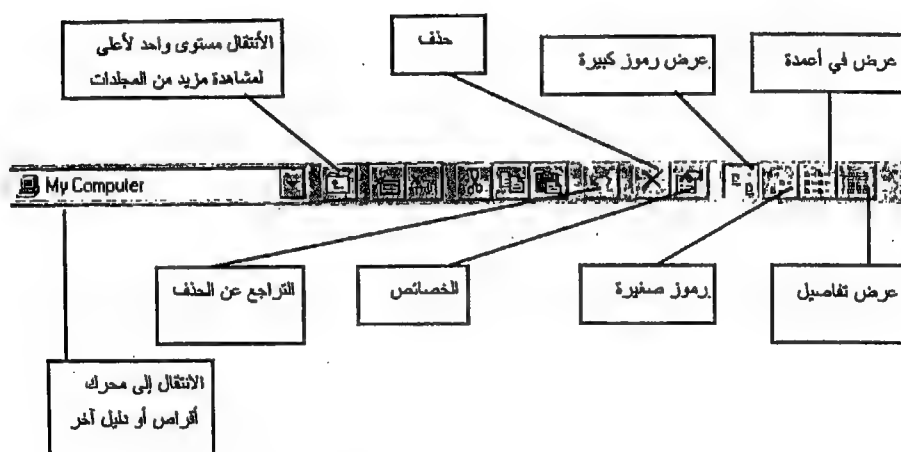 الأنتقال مستوى واحد لأعلى
لمشاهدة مزيد من المجلدات
حذف
عرض رموز كبيرة
عرض في أعمدة
My Computer
التراجع عن الحذف
الخصائص
رموز صغيرة
عرض تفاصيل
الانتقال إلى محرك
أقراص أو دليل آخر